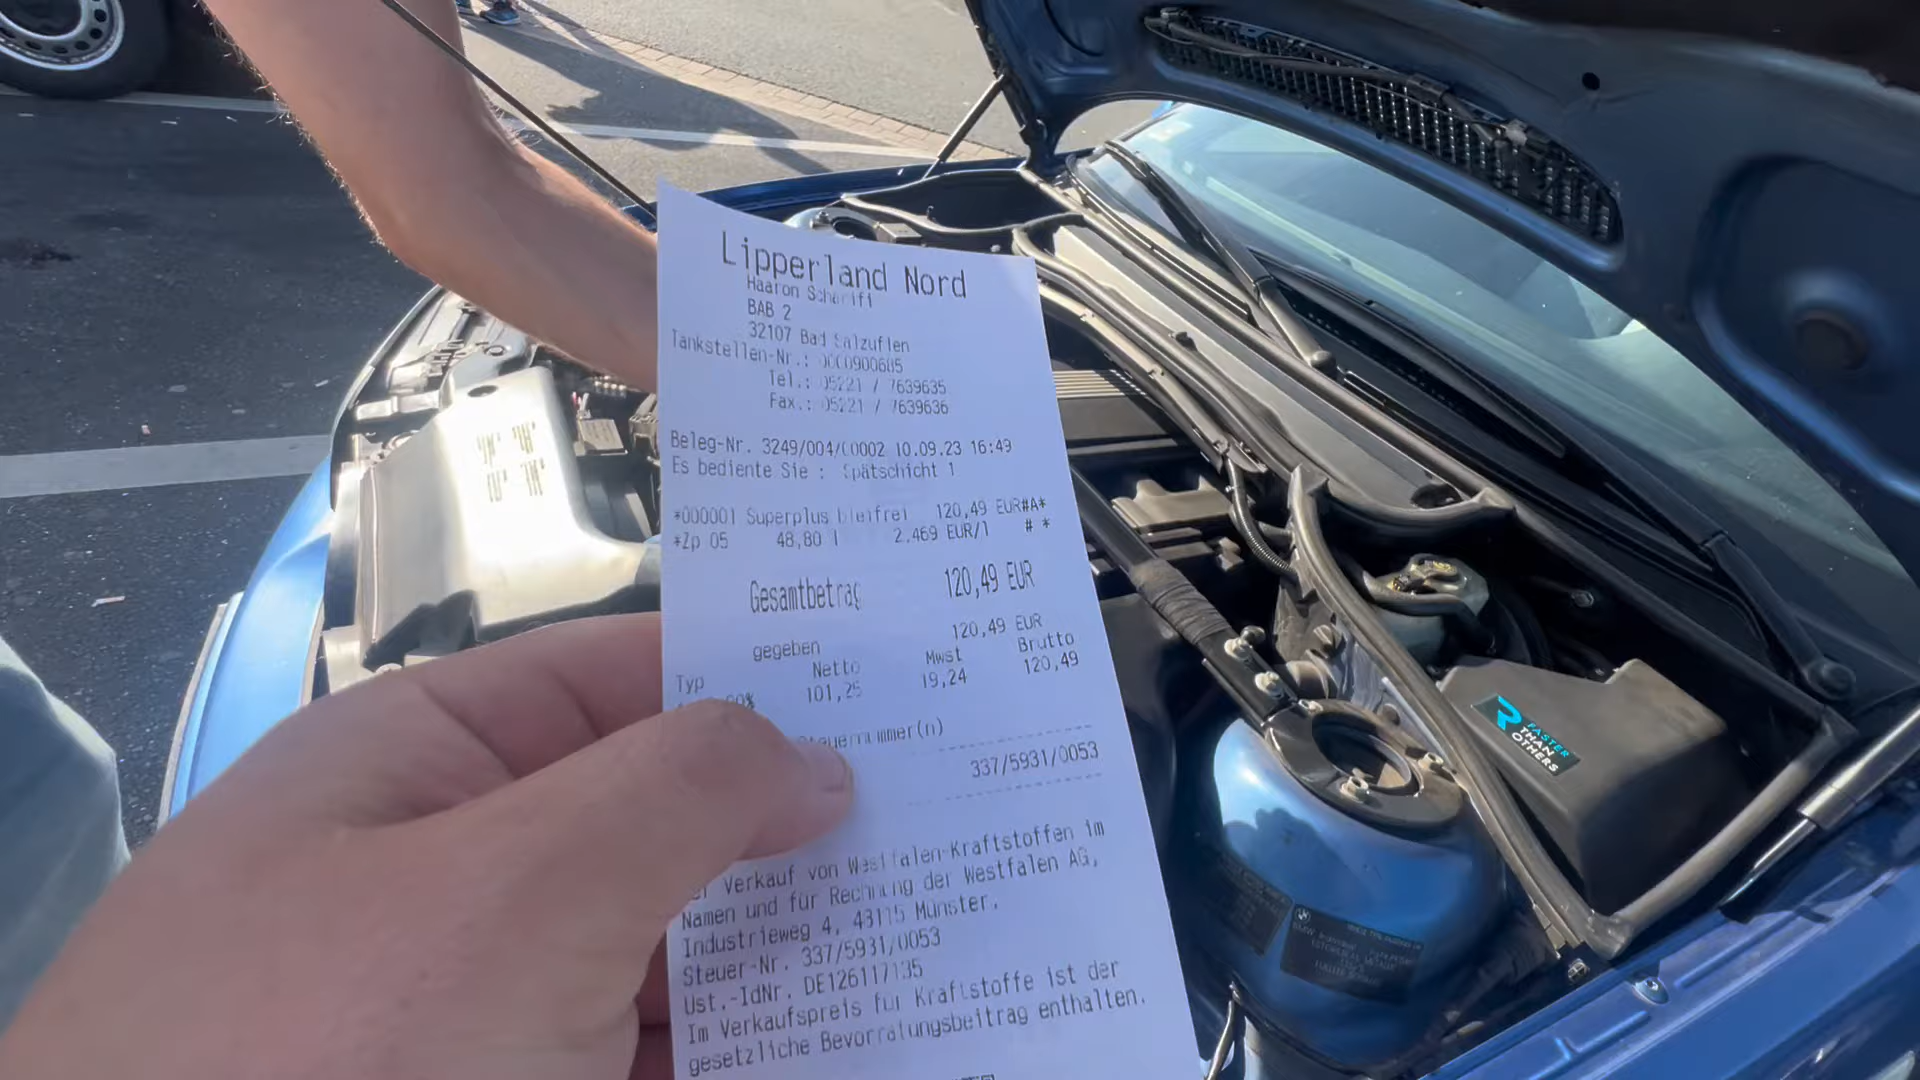 Lipperland Nord
Haaron Scharifi
BAB 2
32107 Bad Salzuflen
Tankstellen-Nr.: 0000900685
Tel.: 05221 / 7639635
Fax.: 05221 / 7639636
Beleg-Nr. 3249/004/00002 10.09.23 16:49
Es bediente Sie : Spätschicht 1
*000001 Superplus bleifrei 120,49 EUR#A*
*Zp 05 48,80 l 2.469 EUR/l # *
Gesamtbetrag 120,49 EUR
gegeben 120,49 EUR
Typ Netto Mwst Brutto
00% 101,25 19,24 120,49
Steuernummer(n)
337/5931/0053
Verkauf von Westfalen-Kraftstoffen im
Namen und für Rechnung der Westfalen AG,
Industrieweg 4, 43115 Münster.
Steuer-Nr. 337/5931/0053
Ust.-IdNr. DE126117135
Im Verkaufspreis für Kraftstoffe ist der
gesetzliche Bevorratungsbeitrag enthalten.
R FASTER
THAN
OTHERS